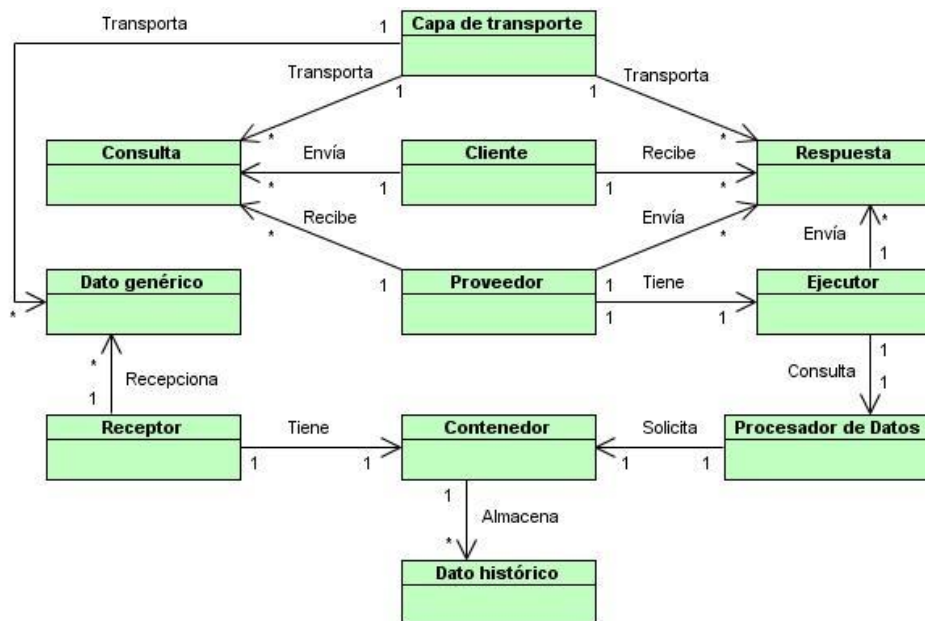 Transporta
1
Capa de transporte
Transporta
1
1
Transporta
*
*
Consulta
Envía
Cliente
Recibe
Respuesta
*
1
1
*
Recibe
Envía
*
*
Envía
*
1
Dato genérico
1
Proveedor
1
Tiene
Ejecutor
*
1
1
1
*
Recepciona
1
Consulta
1
Receptor
Tiene
Contenedor
Solicita
Procesador de Datos
1
1
1
1
1
Almacena
*
Dato histórico